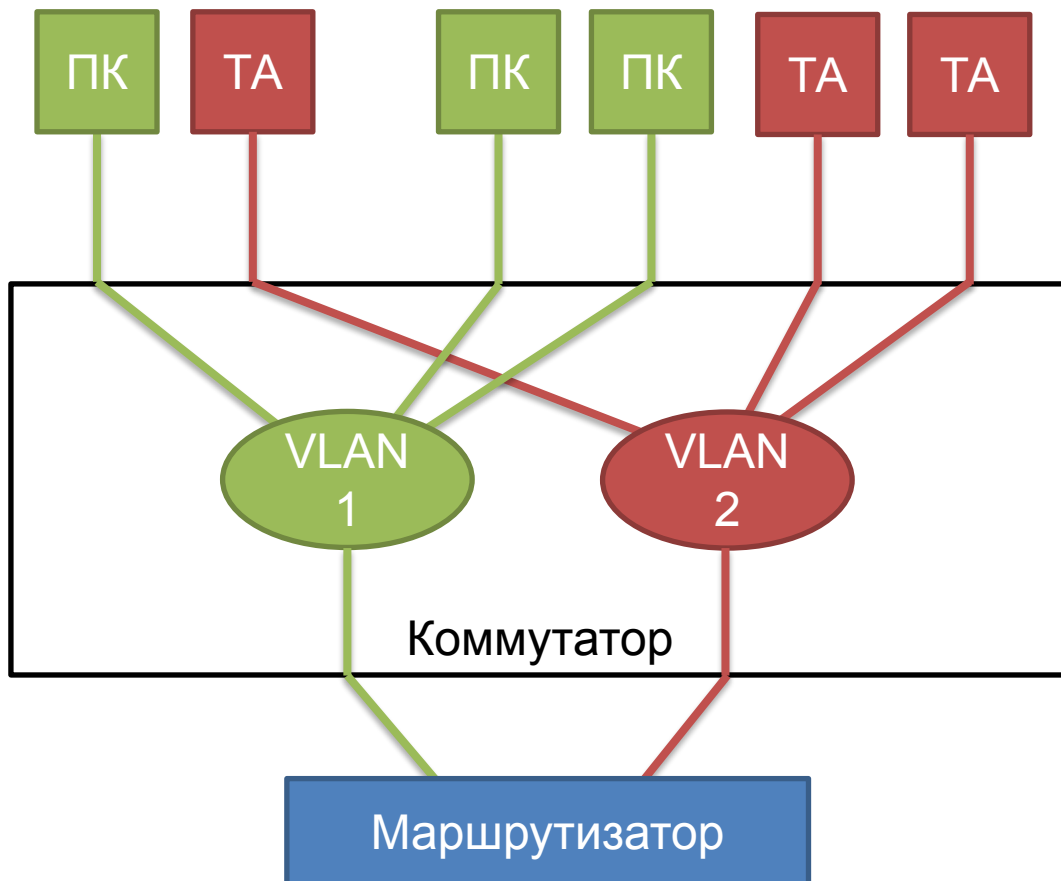 ПК
ТА
ПК
ПК
ТА
ТА
VLAN
1
VLAN
2
Коммутатор
Маршрутизатор